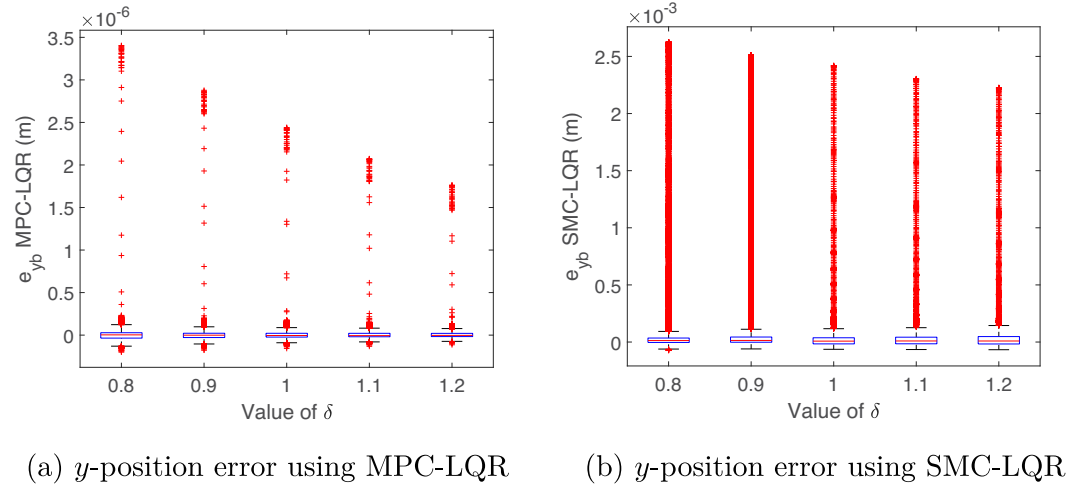 ×10⁻⁶
3.5
3
2.5
2
1.5
1
0.5
0
e_yb MPC-LQR (m)
0.8 0.9 1 1.1 1.2
Value of δ
(a) y-position error using MPC-LQR
×10⁻³
2.5
2
1.5
1
0.5
0
e_yb SMC-LQR (m)
0.8 0.9 1 1.1 1.2
Value of δ
(b) y-position error using SMC-LQR